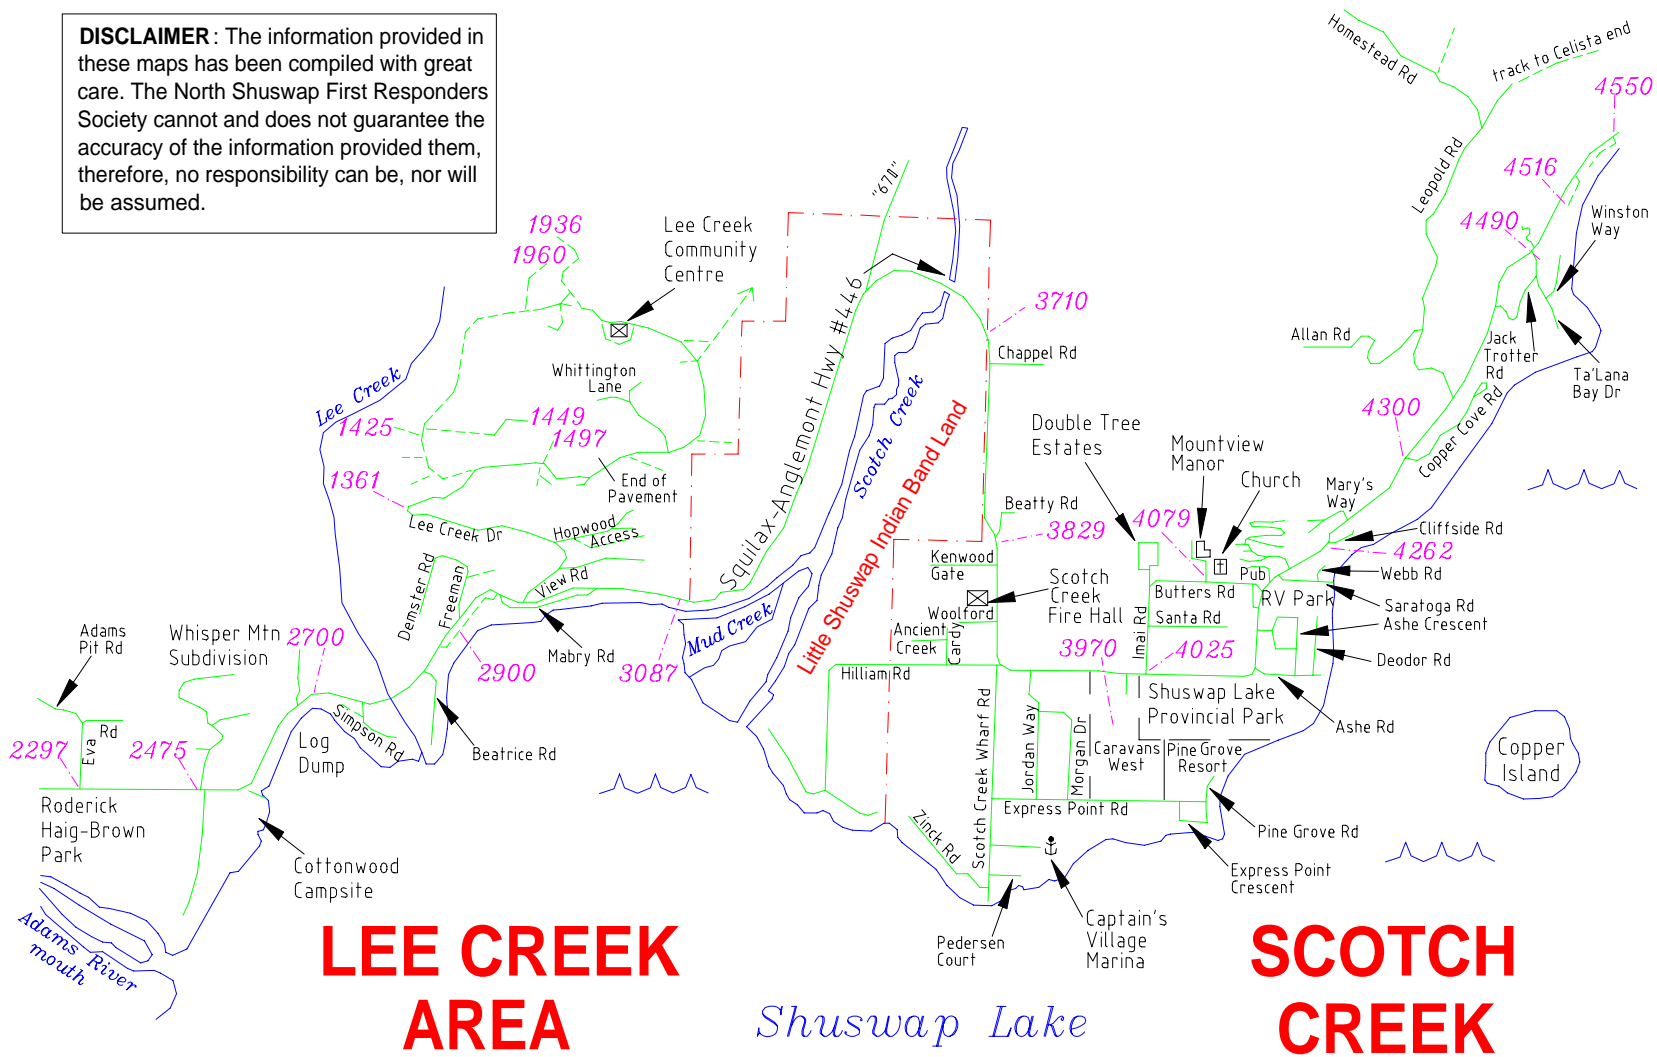 DISCLAIMER : The information provided in
these maps has been compiled with great
care. The North Shuswap First Responders
Society cannot and does not guarantee the
accuracy of the information provided them,
therefore, no responsibility can be, nor will
be assumed.
Homestead Rd
track to Celista end
4550
Leopold Rd
4516
4490
Winston
Way
"670"
1936
1960
Lee Creek
Community
Centre
3710
Squilax-Anglemont Hwy #446
Chappel Rd
Allan Rd
Jack
Trotter
Rd
Ta'Lana
Bay Dr
Lee Creek
Whittington
Lane
1425
1449
1497
Scotch Creek
Little Shuswap Indian Band Land
4300
Copper Cove Rd
Double Tree
Estates
Mountview
Manor
Church
Mary's
Way
1361
End of
Pavement
Lee Creek Dr
Hopwood
Access
Beatty Rd
3829
4079
Cliffside Rd
4262
Demster Rd
Freeman
View Rd
Kenwood
Gate
Scotch
Creek
Fire Hall
Pub
Webb Rd
Butters Rd
RV Park
Saratoga Rd
Ashe Crescent
Woolford
Santa Rd
Imai Rd
Ancient
Creek
Cardy
Mud Creek
Adams
Pit Rd
Whisper Mtn
Subdivision
2700
Mabry Rd
2900
3087
Hilliam Rd
3970
4025
Deodor Rd
Shuswap Lake
Provincial Park
Ashe Rd
Simpson Rd
Eva
Rd
2297
2475
Log
Dump
Beatrice Rd
Scotch Creek Wharf Rd
Jordan Way
Morgan Dr
Caravans
West
Pine Grove
Resort
Copper
Island
Roderick
Haig-Brown
Park
Express Point Rd
Zinck Rd
Pine Grove Rd
Cottonwood
Campsite
Express Point
Crescent
Adams River
mouth
Pedersen
Court
Captain's
Village
Marina
LEE CREEK
AREA
SCOTCH
CREEK
Shuswap Lake